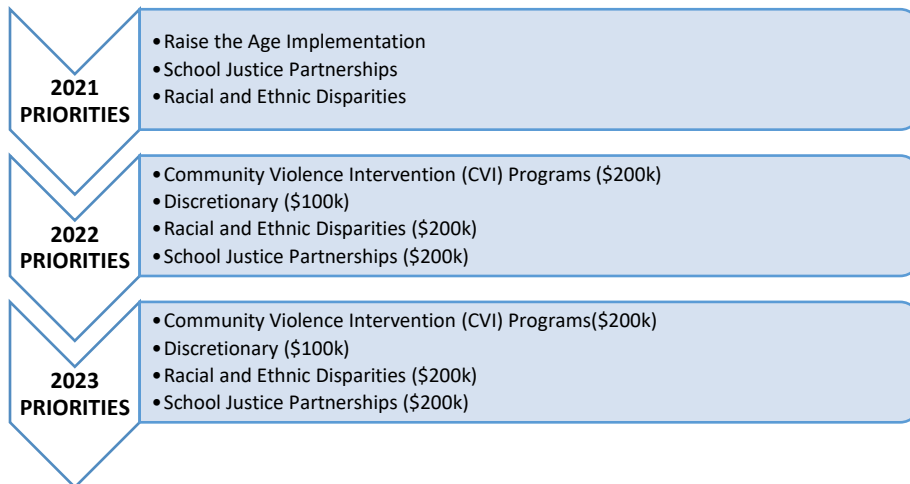 2021
PRIORITIES
•Raise the Age Implementation
•School Justice Partnerships
•Racial and Ethnic Disparities
2022
PRIORITIES
•Community Violence Intervention (CVI) Programs ($200k)
•Discretionary ($100k)
•Racial and Ethnic Disparities ($200k)
•School Justice Partnerships ($200k)
2023
PRIORITIES
•Community Violence Intervention (CVI) Programs($200k)
•Discretionary ($100k)
•Racial and Ethnic Disparities ($200k)
•School Justice Partnerships ($200k)